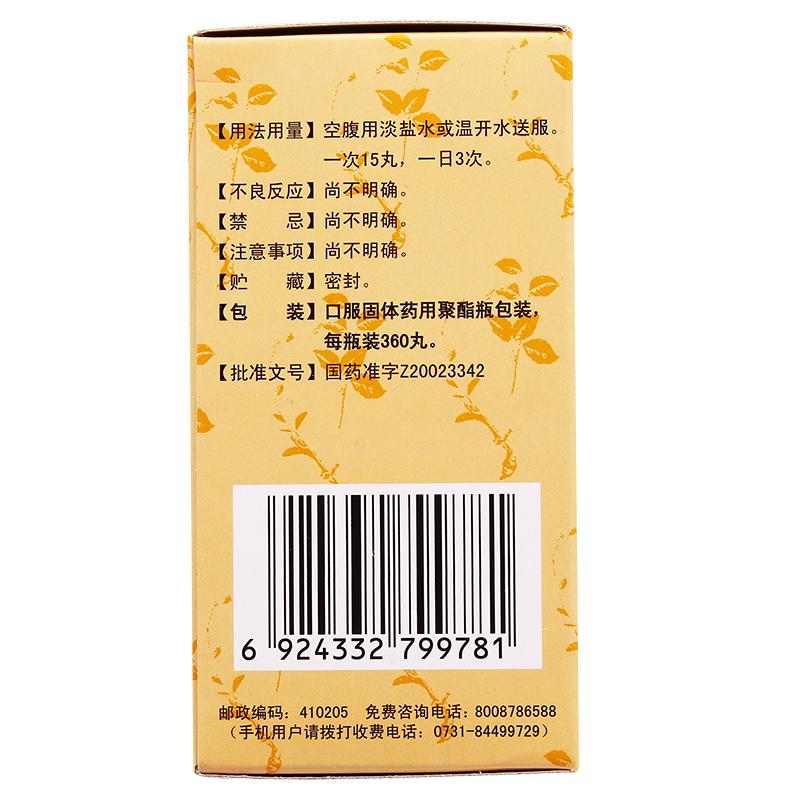 【用法用量】空腹用淡盐水或温开水送服。
一次15丸，一日3次。
【不良反应】尚不明确。
【禁　　忌】尚不明确。
【注意事项】尚不明确。
【贮　　藏】密封。
【包　　装】口服固体药用聚酯瓶包装，
每瓶装360丸。
【批准文号】国药准字Z20023342
6 924332 799781
邮政编码：410205　免费咨询电话：8008786588
（手机用户请拨打收费电话：0731-84499729）